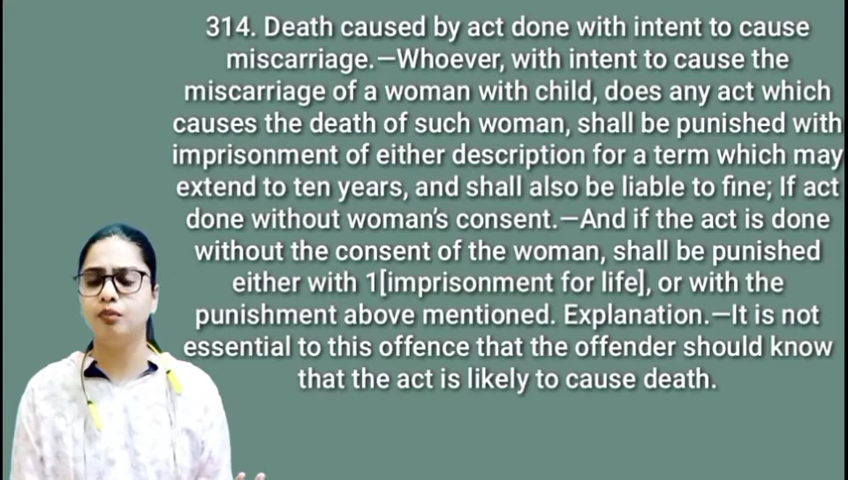 314. Death caused by act done with intent to cause
miscarriage.—Whoever, with intent to cause the
miscarriage of a woman with child, does any act which
causes the death of such woman, shall be punished with
imprisonment of either description for a term which may
extend to ten years, and shall also be liable to fine; If act
done without woman's consent.—And if the act is done
without the consent of the woman, shall be punished
either with 1[imprisonment for life], or with the
punishment above mentioned. Explanation.—It is not
essential to this offence that the offender should know
that the act is likely to cause death.